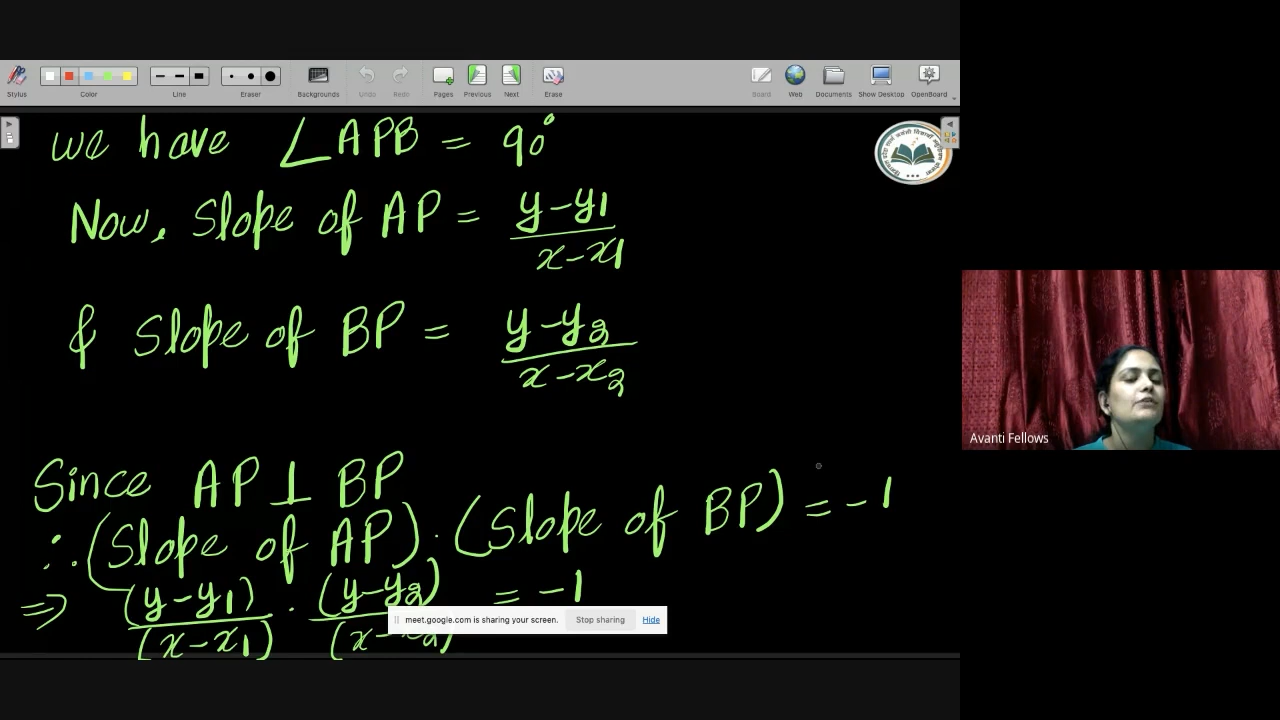 Stylus Color Line Eraser Backgrounds Undo Redo Pages Previous Next Erase Board Web Documents Show Desktop OpenBoard
we have ∠APB = 90°
Now, Slope of AP = y-y1/x-x1
& Slope of BP = y-y2/x-x2
Since AP ⊥ BP
∴ (Slope of AP) · (Slope of BP) = -1
⇒ (y-y1)/(x-x1) · (y-y2)/(x-x2) = -1
meet.google.com is sharing your screen. Stop sharing Hide
Avanti Fellows